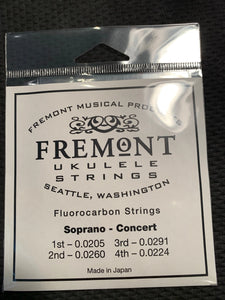 FREMONT MUSICAL PRODUCTS
FREMONT
UKULELE
STRINGS
SEATTLE, WASHINGTON
Fluorocarbon Strings
Soprano - Concert
1st – 0.0205 3rd – 0.0291
2nd – 0.0260 4th – 0.0224
Made in Japan